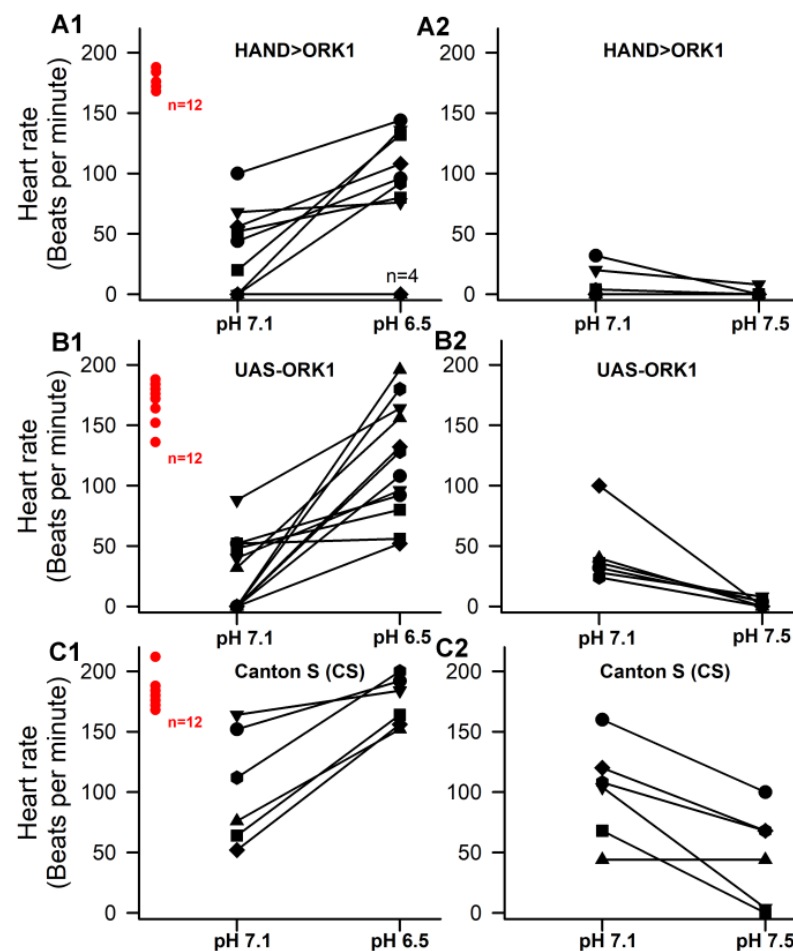 A1
HAND>ORK1
Heart rate
(Beats per minute)
200
150
100
50
0
n=12
n=4
pH 7.1
pH 6.5
A2
HAND>ORK1
200
150
100
50
0
pH 7.1
pH 7.5
B1
UAS-ORK1
Heart rate
(Beats per minute)
200
150
100
50
0
n=12
pH 7.1
pH 6.5
B2
UAS-ORK1
200
150
100
50
0
pH 7.1
pH 7.5
C1
Canton S (CS)
Heart rate
(Beats per minute)
200
150
100
50
0
n=12
pH 7.1
pH 6.5
C2
Canton S (CS)
200
150
100
50
0
pH 7.1
pH 7.5